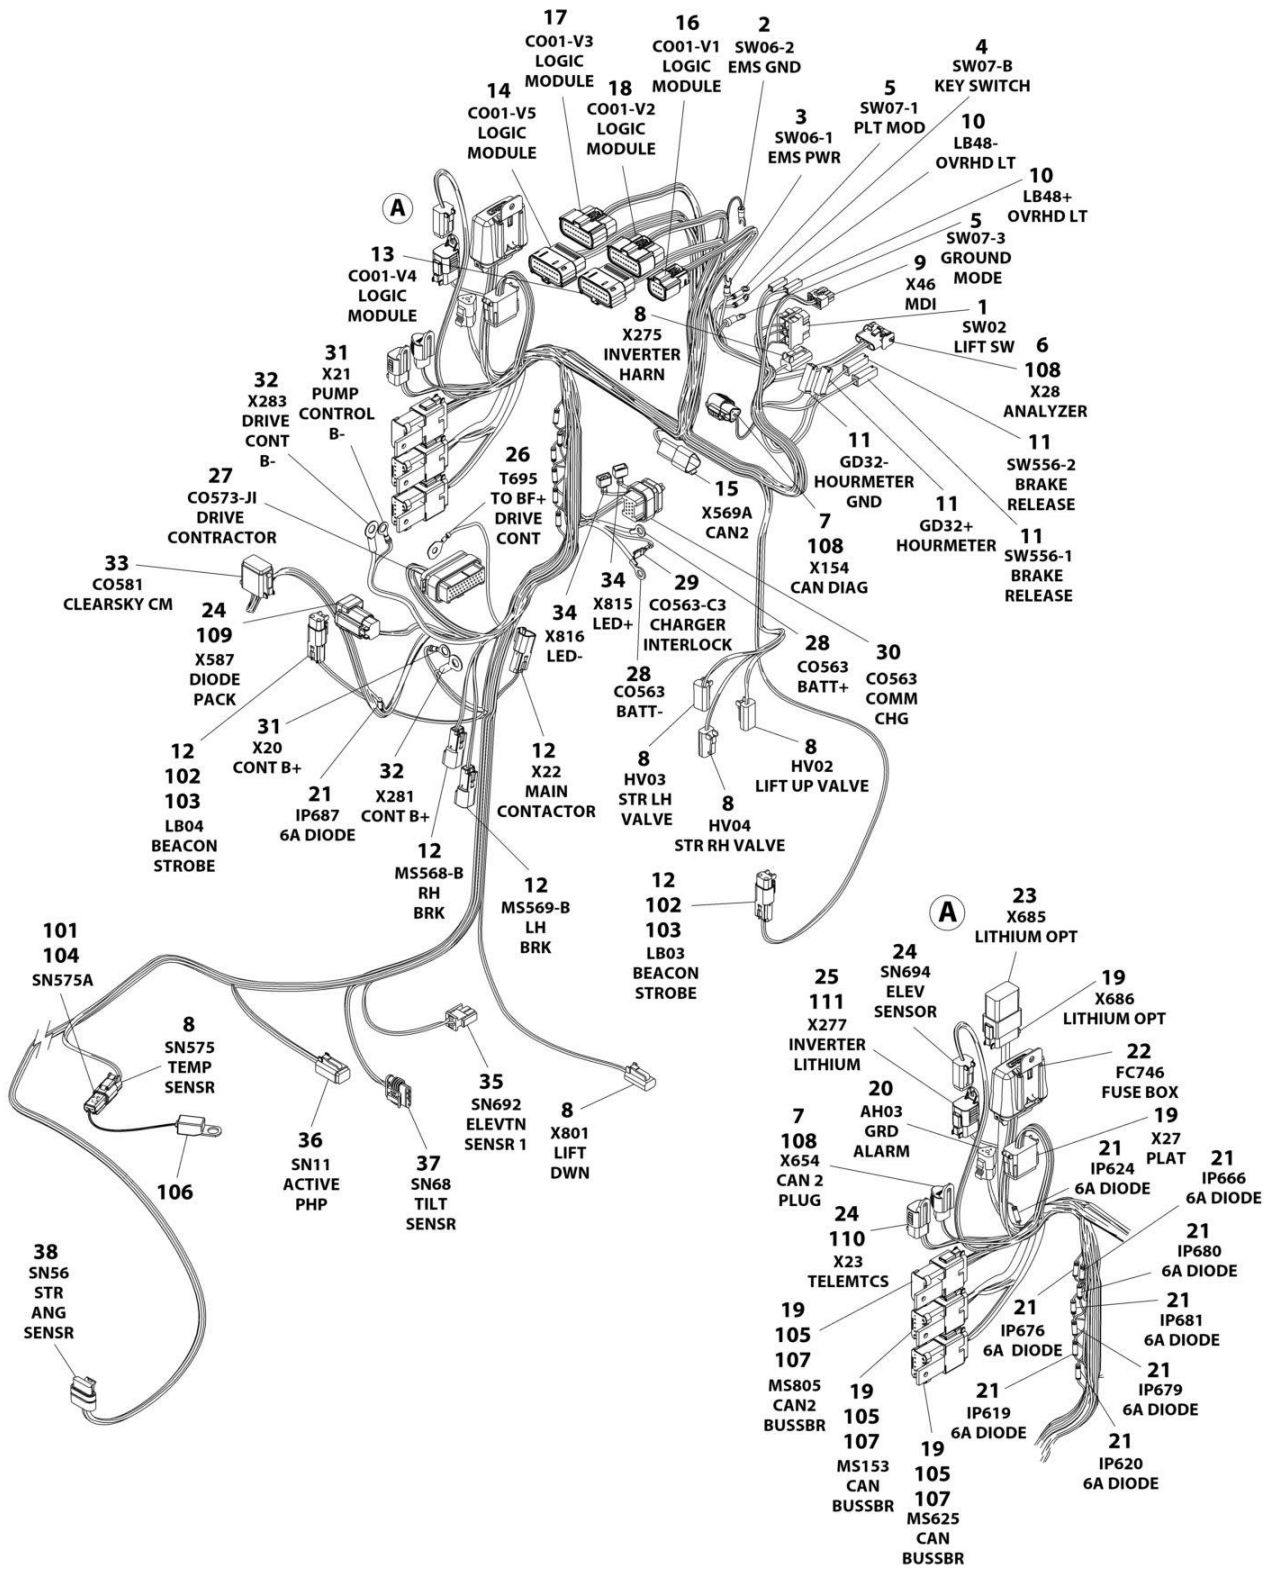 17
CO01-V3
LOGIC
MODULE
16
CO01-V1
LOGIC
MODULE
2
SW06-2
EMS GND
4
SW07-B
KEY SWITCH
14
CO01-V5
LOGIC
MODULE
18
CO01-V2
LOGIC
MODULE
5
SW07-1
PLT MOD
3
SW06-1
EMS PWR
10
LB48-
OVRHD LT
10
LB48+
OVRHD LT
A
13
CO01-V4
LOGIC
MODULE
5
SW07-3
GROUND
MODE
9
X46
MDI
8
X275
INVERTER
HARN
1
SW02
LIFT SW
6
108
X28
ANALYZER
31
X21
PUMP
CONTROL
B-
32
X283
DRIVE
CONT
B-
11
GD32-
HOURMETER
GND
11
SW556-2
BRAKE
RELEASE
26
T695
TO BF+
DRIVE
CONT
27
CO573-JI
DRIVE
CONTRACTOR
15
X569A
CAN2
11
GD32+
HOURMETER
7
108
X154
CAN DIAG
11
SW556-1
BRAKE
RELEASE
33
CO581
CLEARSKY CM
24
109
X587
DIODE
PACK
34
X816
LED-
34
X815
LED+
29
CO563-C3
CHARGER
INTERLOCK
28
CO563
BATT-
28
CO563
BATT+
30
CO563
COMM
CHG
12
102
103
LB04
BEACON
STROBE
31
X20
CONT B+
21
IP687
6A DIODE
32
X281
CONT B+
12
X22
MAIN
CONTACTOR
8
HV03
STR LH
VALVE
8
HV02
LIFT UP VALVE
8
HV04
STR RH VALVE
12
MS568-B
RH
BRK
12
MS569-B
LH
BRK
12
102
103
LB03
BEACON
STROBE
A
23
X685
LITHIUM OPT
101
104
SN575A
24
SN694
ELEV
SENSOR
25
111
X277
INVERTER
LITHIUM
19
X686
LITHIUM OPT
8
SN575
TEMP
SENSR
22
FC746
FUSE BOX
35
SN692
ELEVTN
SENSR 1
8
X801
LIFT
DWN
20
AH03
GRD
ALARM
19
X27
PLAT
36
SN11
ACTIVE
PHP
37
SN68
TILT
SENSR
106
7
108
X654
CAN 2
PLUG
21
IP624
6A DIODE
21
IP666
6A DIODE
24
110
X23
TELEMTCS
38
SN56
STR
ANG
SENSR
21
IP680
6A DIODE
19
105
107
MS805
CAN2
BUSSBR
21
IP676
6A DIODE
21
IP681
6A DIODE
19
105
107
MS153
CAN
BUSSBR
21
IP619
6A DIODE
21
IP679
6A DIODE
19
105
107
MS625
CAN
BUSSBR
21
IP620
6A DIODE